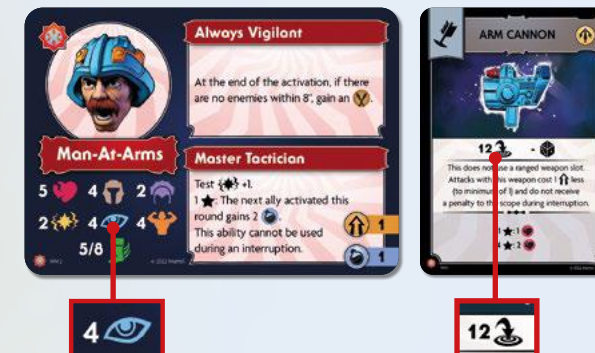 Always Vigilant
At the end of the activation, if there
are no enemies within 8", gain an
Man-At-Arms
5 4 2
2 4 4
5/8
Master Tactician
Test +1.
1 : The next ally activated this
round gains 2
This ability cannot be used
during an interruption.
1
1
ARM CANNON
12 -
This does not use a ranged weapon slot.
Attacks with this weapon cost 1 less
(to minimum of 1) and do not receive
a penalty to the scope during interruption.
1 : 1
4 : 2
4
12